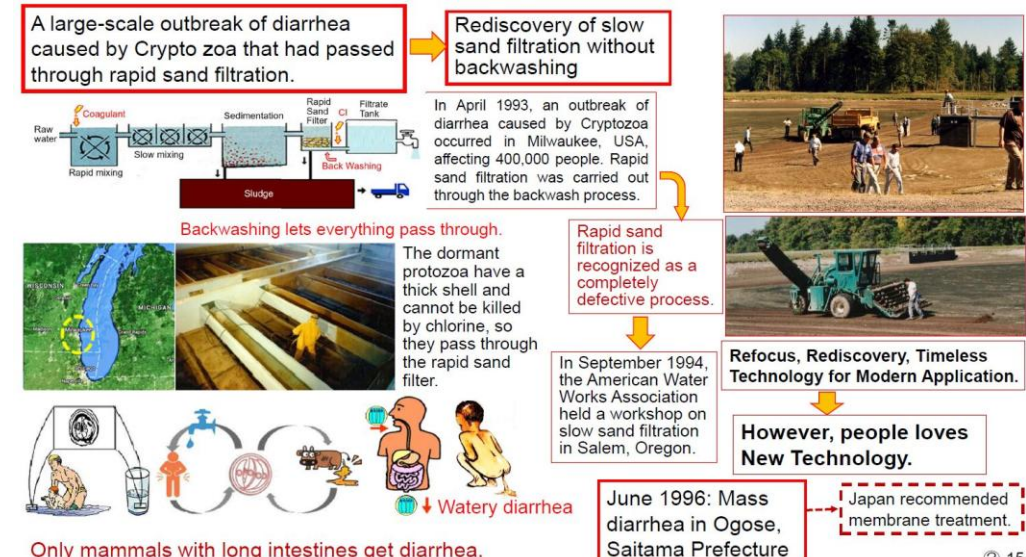 A large-scale outbreak of diarrhea
caused by Crypto zoa that had passed
through rapid sand filtration.
Rediscovery of slow
sand filtration without
backwashing
Coagulant
Raw
water
Rapid mixing
Slow mixing
Sedimentation
Rapid
Sand
Filter
Cl
Filtrate
Tank
Back Washing
Sludge
In April 1993, an outbreak of
diarrhea caused by Cryptozoa
occurred in Milwaukee, USA,
affecting 400,000 people. Rapid
sand filtration was carried out
through the backwash process.
Backwashing lets everything pass through.
WISCONSIN
MICHIGAN
The dormant
protozoa have a
thick shell and
cannot be killed
by chlorine, so
they pass through
the rapid sand
filter.
Rapid sand
filtration is
recognized as a
completely
defective process.
In September 1994,
the American Water
Works Association
held a workshop on
slow sand filtration
in Salem, Oregon.
Refocus, Rediscovery, Timeless
Technology for Modern Application.
However, people loves
New Technology.
Watery diarrhea
June 1996: Mass
diarrhea in Ogose,
Saitama Prefecture
Japan recommended
membrane treatment.
Only mammals with long intestines get diarrhea.